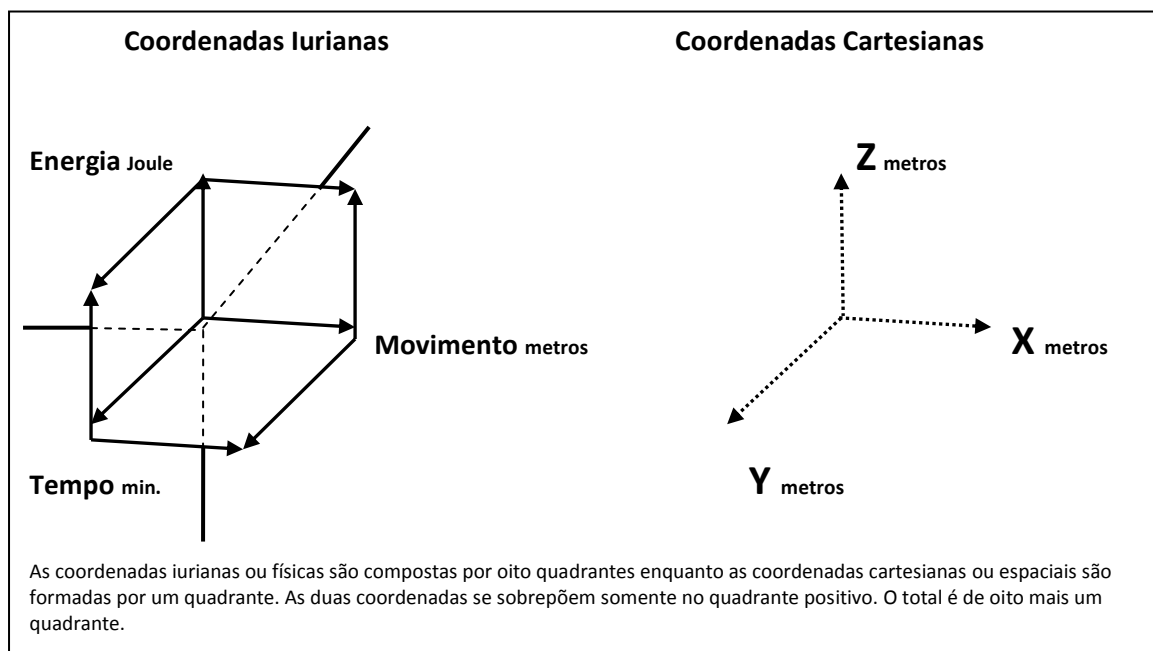 Coordenadas Iurianas
Coordenadas Cartesianas
Energia Joule
Z metros
Movimento metros
X metros
Tempo min.
Y metros
As coordenadas iurianas ou físicas são compostas por oito quadrantes enquanto as coordenadas cartesianas ou espaciais são
formadas por um quadrante. As duas coordenadas se sobrepõem somente no quadrante positivo. O total é de oito mais um
quadrante.